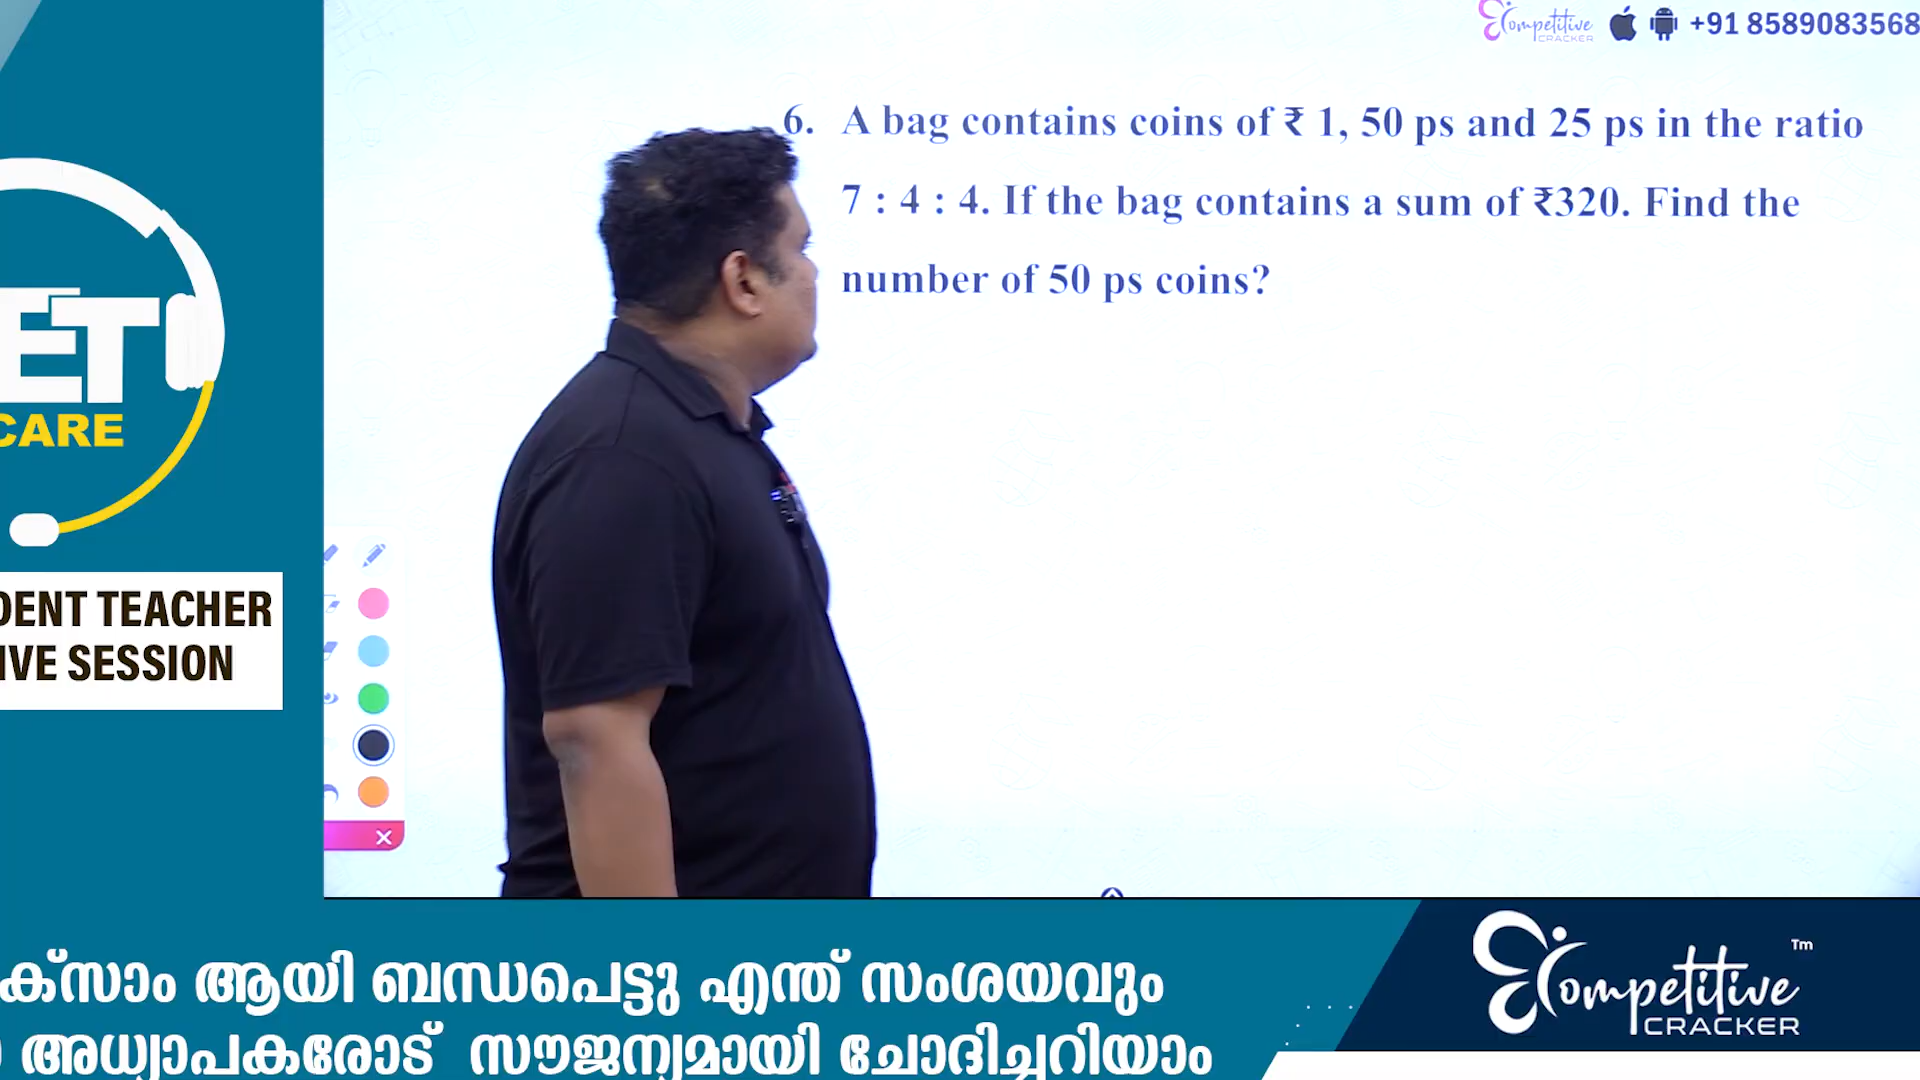 Competitive CRACKER +91 8589083568
6. A bag contains coins of ₹ 1, 50 ps and 25 ps in the ratio
7 : 4 : 4. If the bag contains a sum of ₹320. Find the
number of 50 ps coins?
ET
CARE
DENT TEACHER
IVE SESSION
ക്സാം ആയി ബന്ധപെട്ടു എന്ത് സംശയവും
അധ്യാപകരോട് സൗജന്യമായി ചോദിച്ചറിയാം
Competitive ™
CRACKER